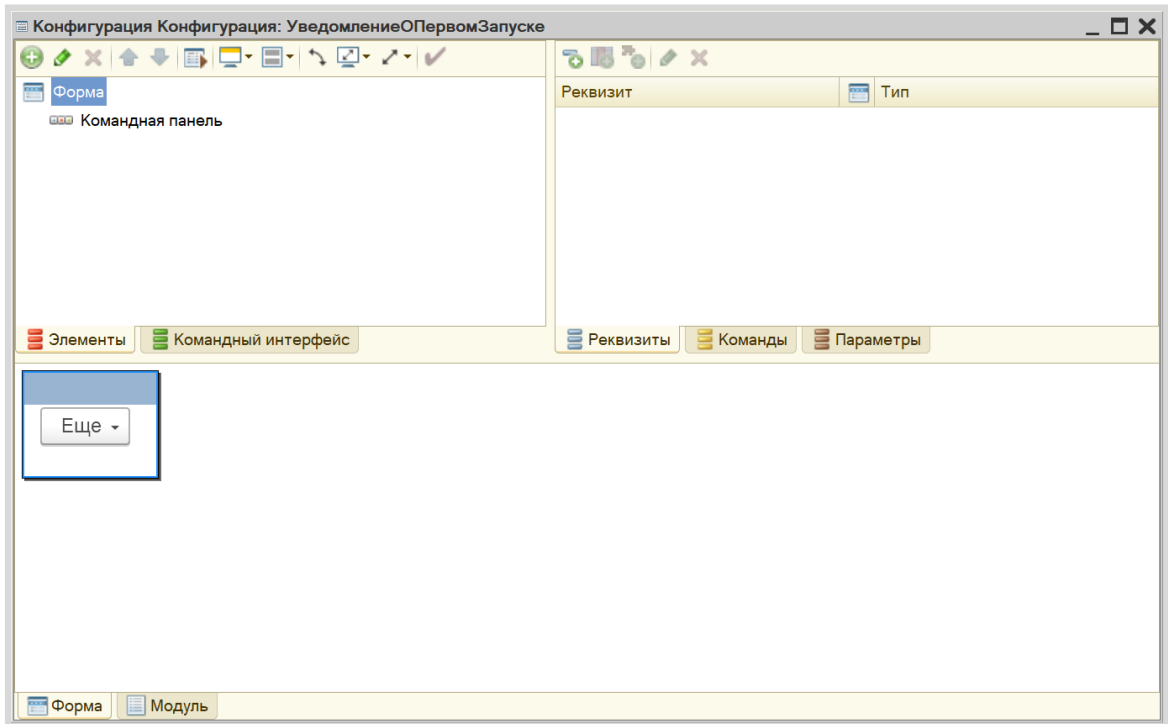 Конфигурация Конфигурация: УведомлениеОПервомЗапуске
Форма
Командная панель
Элементы
Командный интерфейс
Реквизит
Тип
Реквизиты
Команды
Параметры
Еще
Форма
Модуль